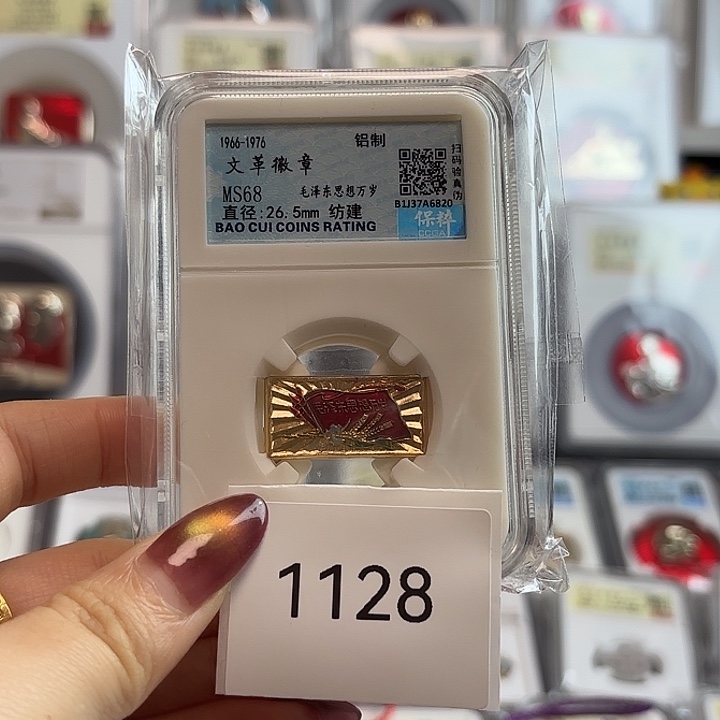 1966-1976 铝制
文革徽章
MS68 毛泽东思想万岁
直径:26.5mm 纺建
BAO CUI COINS RATING
扫码验真伪
B1J37A6820
保粹
CCGA
1128